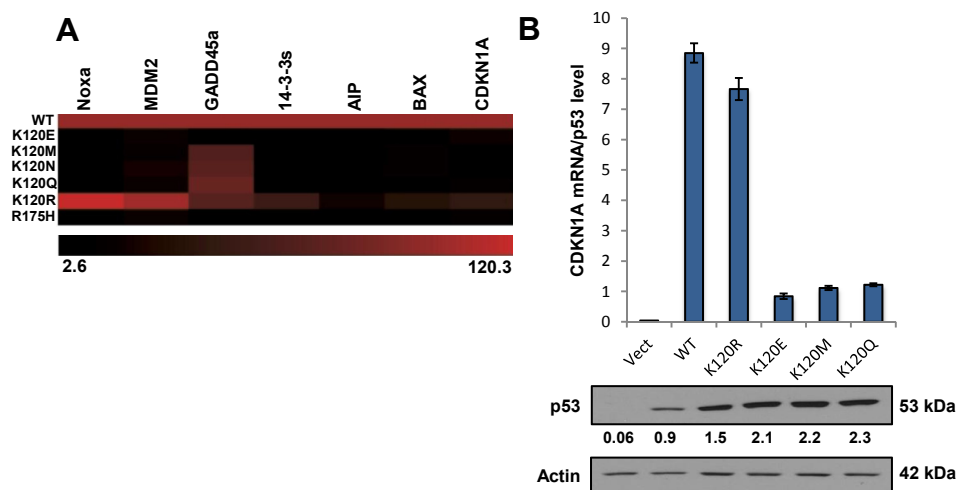 A
Noxa
MDM2
GADD45a
14-3-3s
AIP
BAX
CDKN1A
WT
K120E
K120M
K120N
K120Q
K120R
R175H
2.6 120.3
B
CDKN1A mRNA/p53 level
10
9
8
7
6
5
4
3
2
1
0
Vect
WT
K120R
K120E
K120M
K120Q
p53 53 kDa
0.06 0.9 1.5 2.1 2.2 2.3
Actin 42 kDa